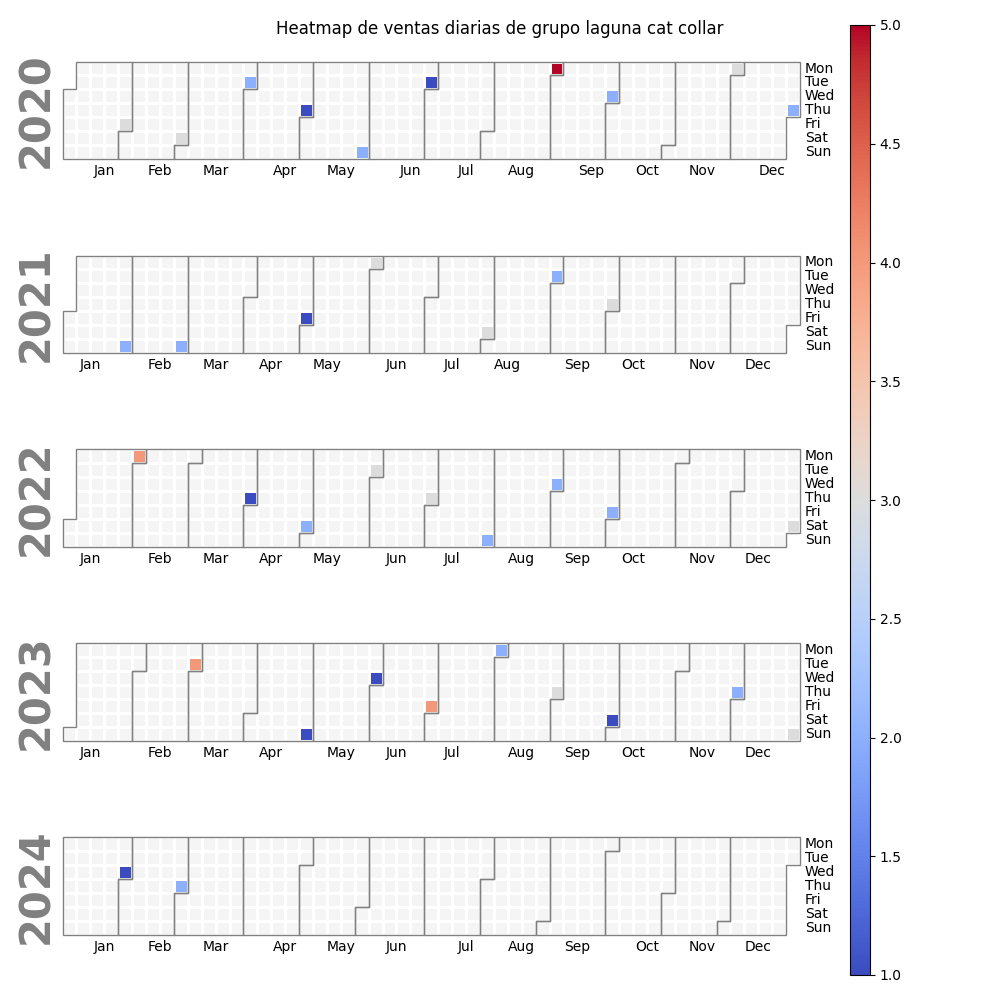 Heatmap de ventas diarias de grupo laguna cat collar
2020
Mon
Tue
Wed
Thu
Fri
Sat
Sun
Jan Feb Mar Apr May Jun Jul Aug Sep Oct Nov Dec
2021
Mon
Tue
Wed
Thu
Fri
Sat
Sun
Jan Feb Mar Apr May Jun Jul Aug Sep Oct Nov Dec
2022
Mon
Tue
Wed
Thu
Fri
Sat
Sun
Jan Feb Mar Apr May Jun Jul Aug Sep Oct Nov Dec
2023
Mon
Tue
Wed
Thu
Fri
Sat
Sun
Jan Feb Mar Apr May Jun Jul Aug Sep Oct Nov Dec
2024
Mon
Tue
Wed
Thu
Fri
Sat
Sun
Jan Feb Mar Apr May Jun Jul Aug Sep Oct Nov Dec
5.0
4.5
4.0
3.5
3.0
2.5
2.0
1.5
1.0